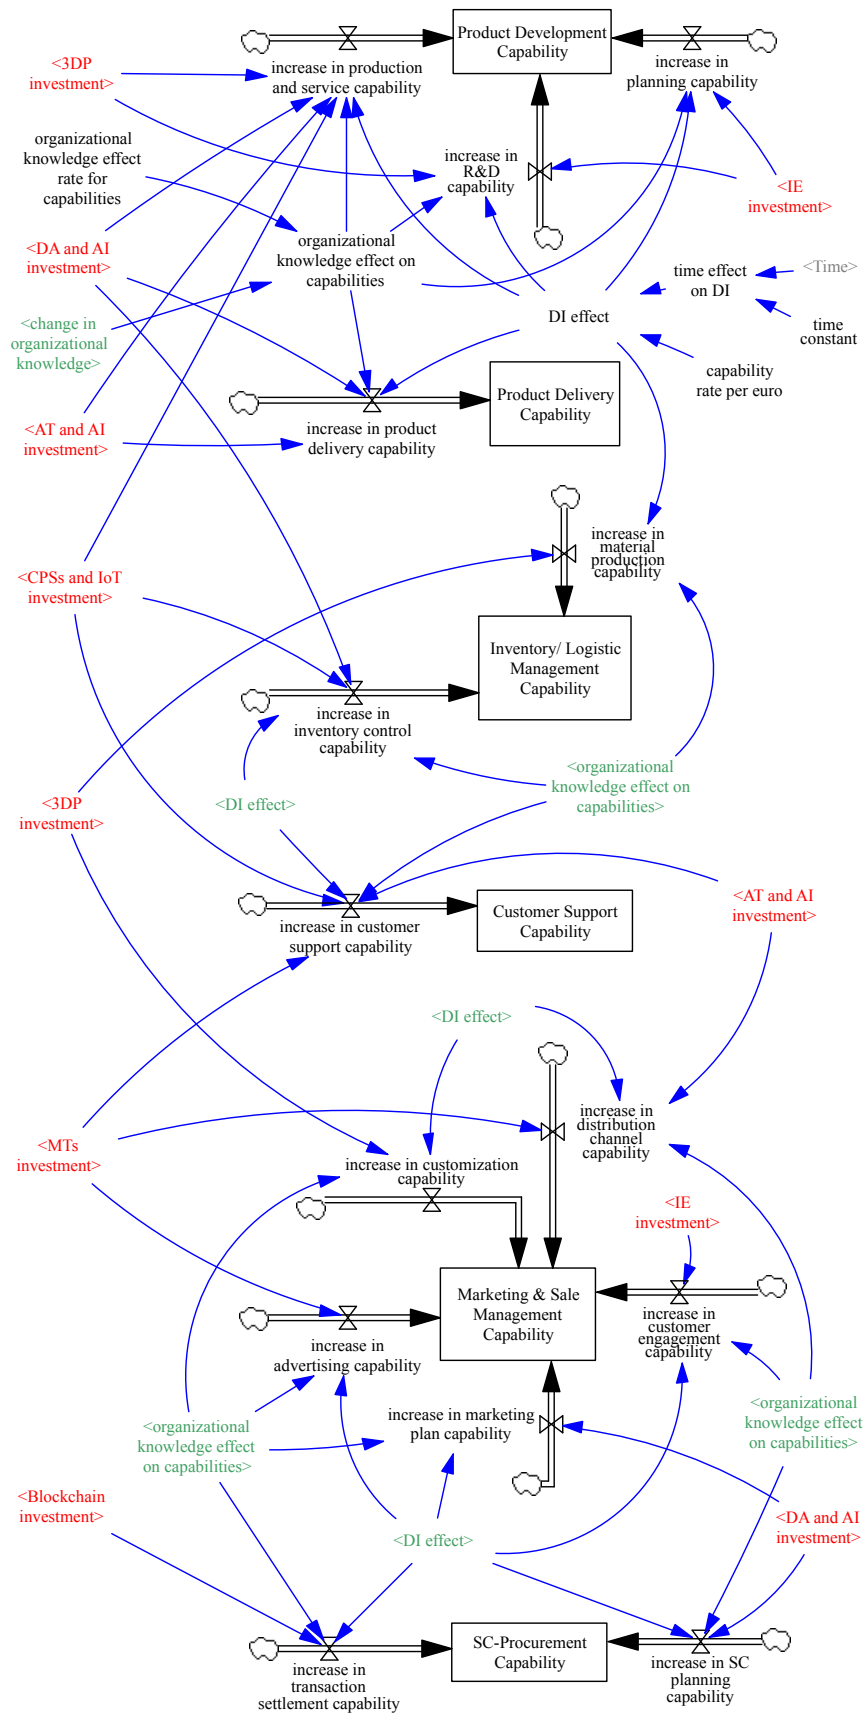 Product Development
Capability
<3DP
investment>
increase in production
and service capability
increase in
planning capability
organizational
knowledge effect
rate for
capabilities
increase in
R&D
capability
<IE
investment>
<DA and AI
investment>
organizational
knowledge effect on
capabilities
time effect
on DI
<Time>
<change in
organizational
knowledge>
DI effect
time
constant
capability
rate per euro
Product Delivery
Capability
<AT and AI
investment>
increase in product
delivery capability
increase in
material
production
capability
<CPSs and IoT
investment>
Inventory/ Logistic
Management
Capability
increase in
inventory control
capability
<organizational
knowledge effect on
capabilities>
<DI effect>
<3DP
investment>
<AT and AI
investment>
Customer Support
Capability
increase in customer
support capability
<DI effect>
increase in
distribution
channel
capability
<MTs
investment>
increase in customization
capability
<IE
investment>
Marketing & Sale
Management
Capability
increase in
customer
engagement
capability
increase in
advertising capability
increase in marketing
plan capability
<organizational
knowledge effect
on capabilities>
<organizational
knowledge effect
on capabilities>
<Blockchain
investment>
<DI effect>
<DA and AI
investment>
SC-Procurement
Capability
increase in
transaction
settlement capability
increase in SC
planning
capability